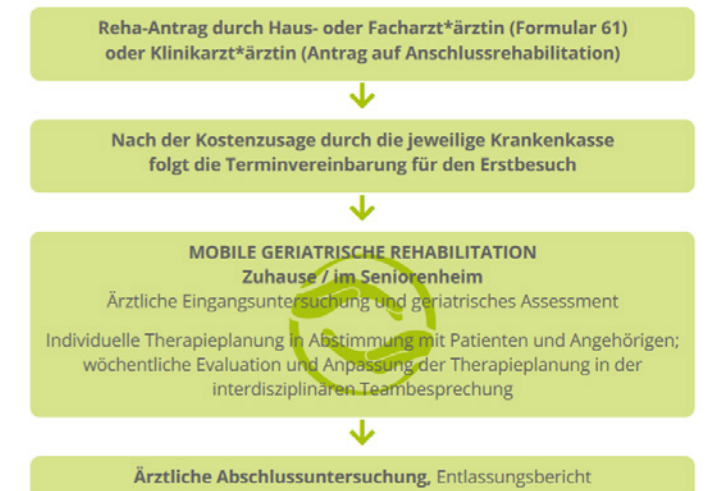 Reha-Antrag durch Haus- oder Facharzt*ärztin (Formular 61)
oder Klinikarzt*ärztin (Antrag auf Anschlussrehabilitation)
Nach der Kostenzusage durch die jeweilige Krankenkasse
folgt die Terminvereinbarung für den Erstbesuch
MOBILE GERIATRISCHE REHABILITATION
Zuhause / im Seniorenheim
Ärztliche Eingangsuntersuchung und geriatrisches Assessment
Individuelle Therapieplanung in Abstimmung mit Patienten und Angehörigen;
wöchentliche Evaluation und Anpassung der Therapieplanung in der
interdisziplinären Teambesprechung
Ärztliche Abschlussuntersuchung, Entlassungsbericht